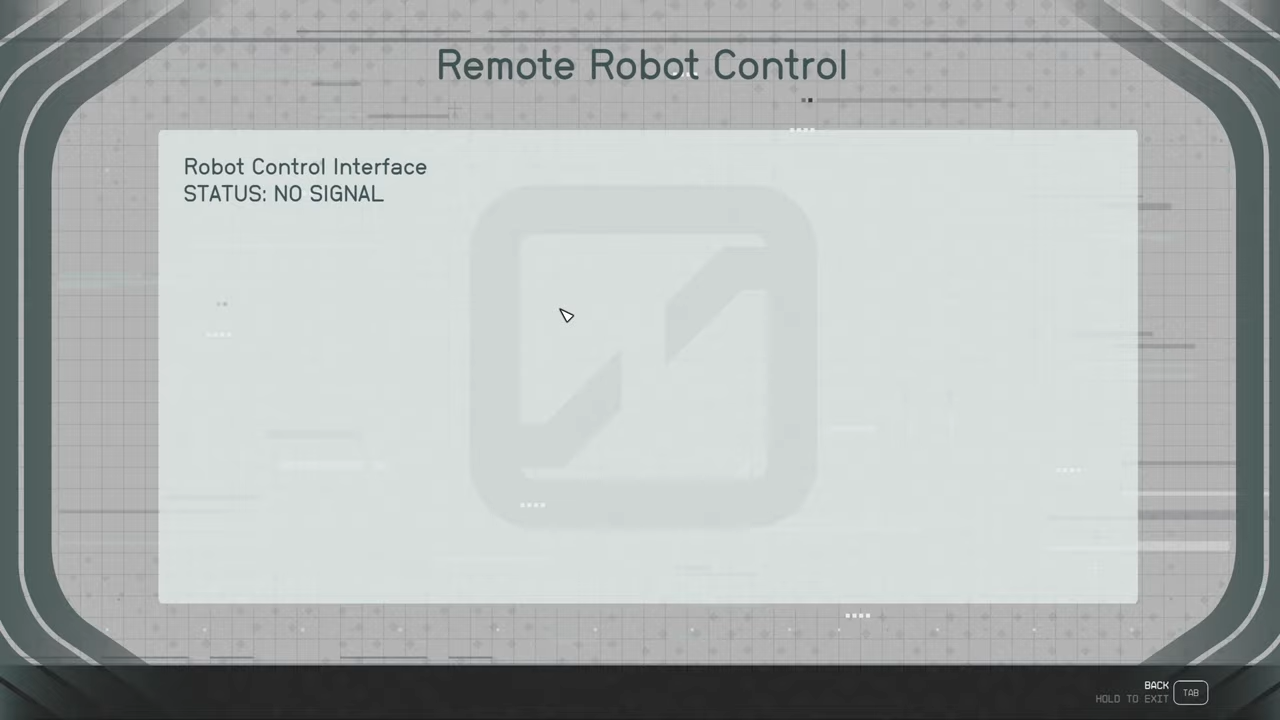 Remote Robot Control
Robot Control Interface
STATUS: NO SIGNAL
BACK
HOLD TO EXIT
TAB